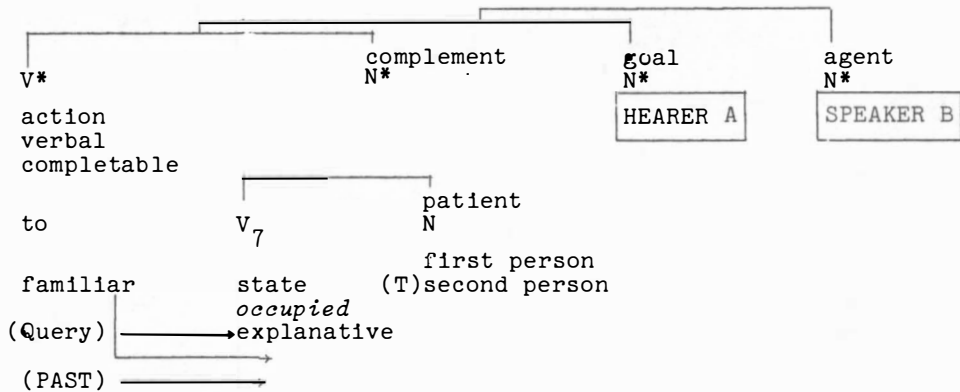 complement goal agent
V* N* N* N*
action HEARER A SPEAKER B
verbal
completable
patient
to V7 N
first person
familiar state (T)second person
occupied
(Query) explanative
(PAST)